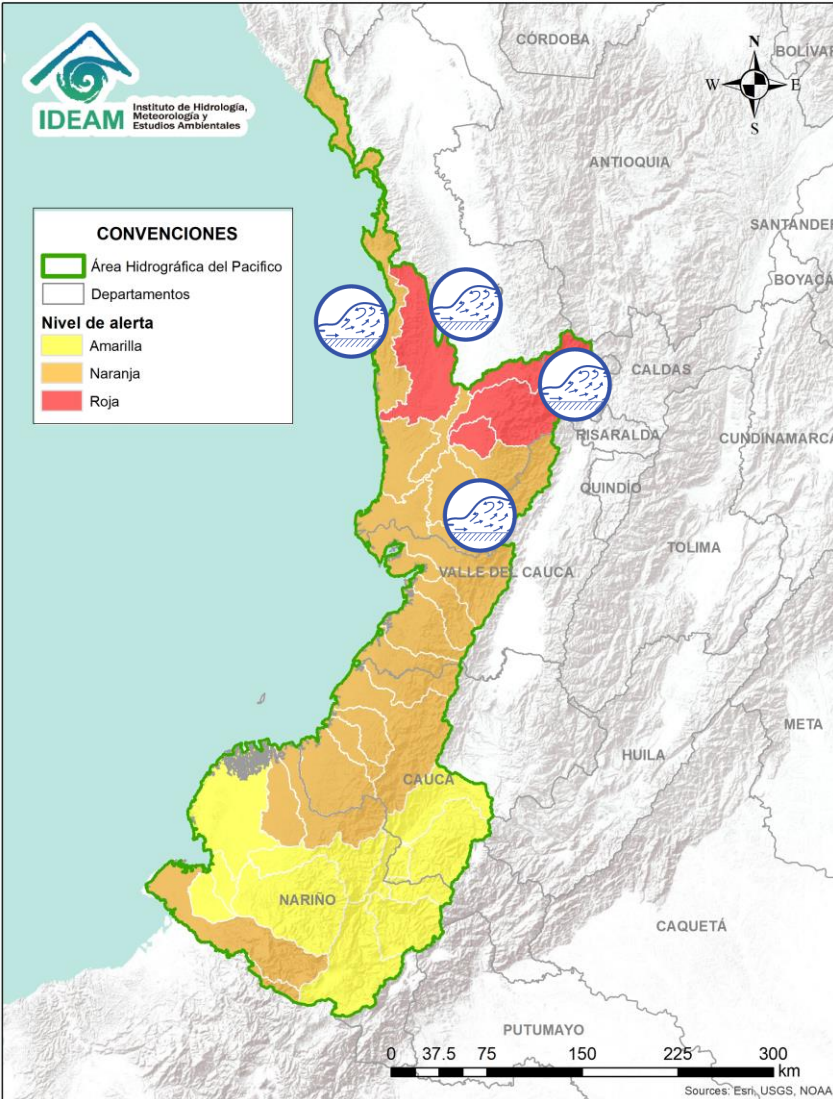 IDEAM
Instituto de Hidrología,
Meteorología y
Estudios Ambientales
CÓRDOBA
BOLÍVAR
N
W
E
S
ANTIOQUIA
CONVENCIONES
Área Hidrográfica del Pacifico
Departamentos
Nivel de alerta
Amarilla
Naranja
Roja
SANTANDER
BOYACÁ
CALDAS
RISARALDA
CUNDINAMARCA
QUINDÍO
TOLIMA
VALLE DEL CAUCA
META
HUILA
CAUCA
NARIÑO
CAQUETÁ
PUTUMAYO
0 37.5 75 150 225 300
km
Sources: Esri, USGS, NOAA